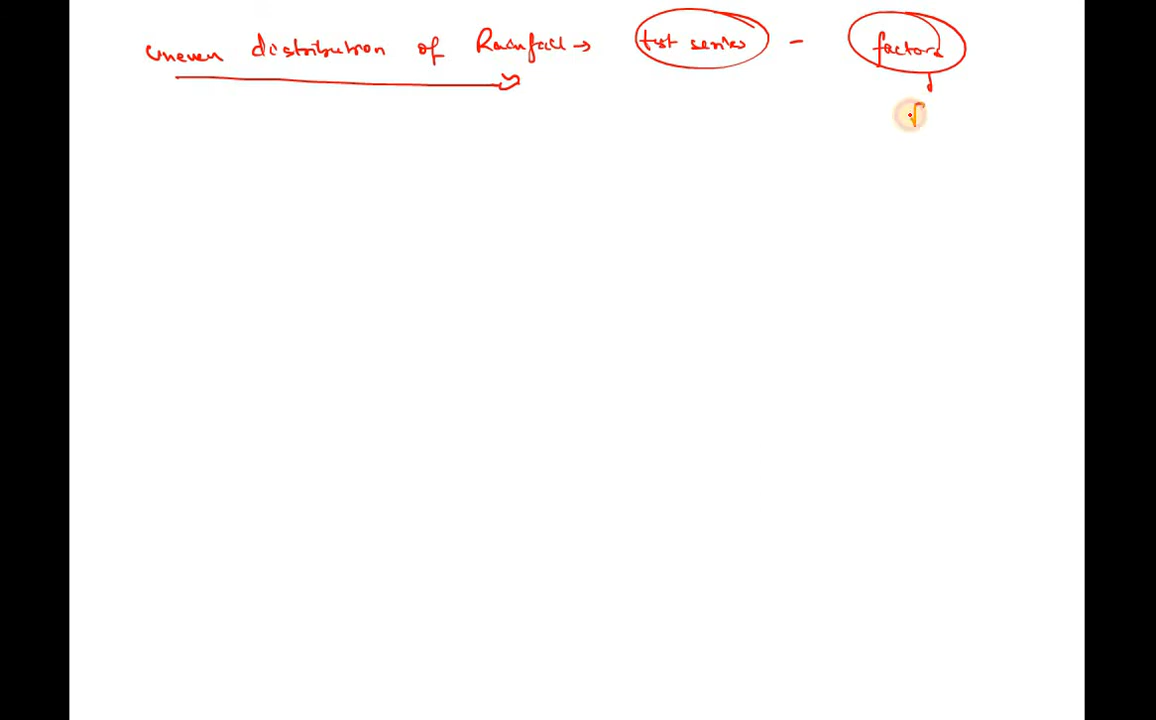 uneven distribution of Rainfall → test series - factors